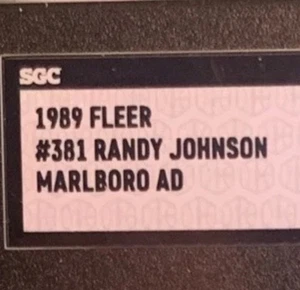 SGC
1989 FLEER
#381 RANDY JOHNSON
MARLBORO AD